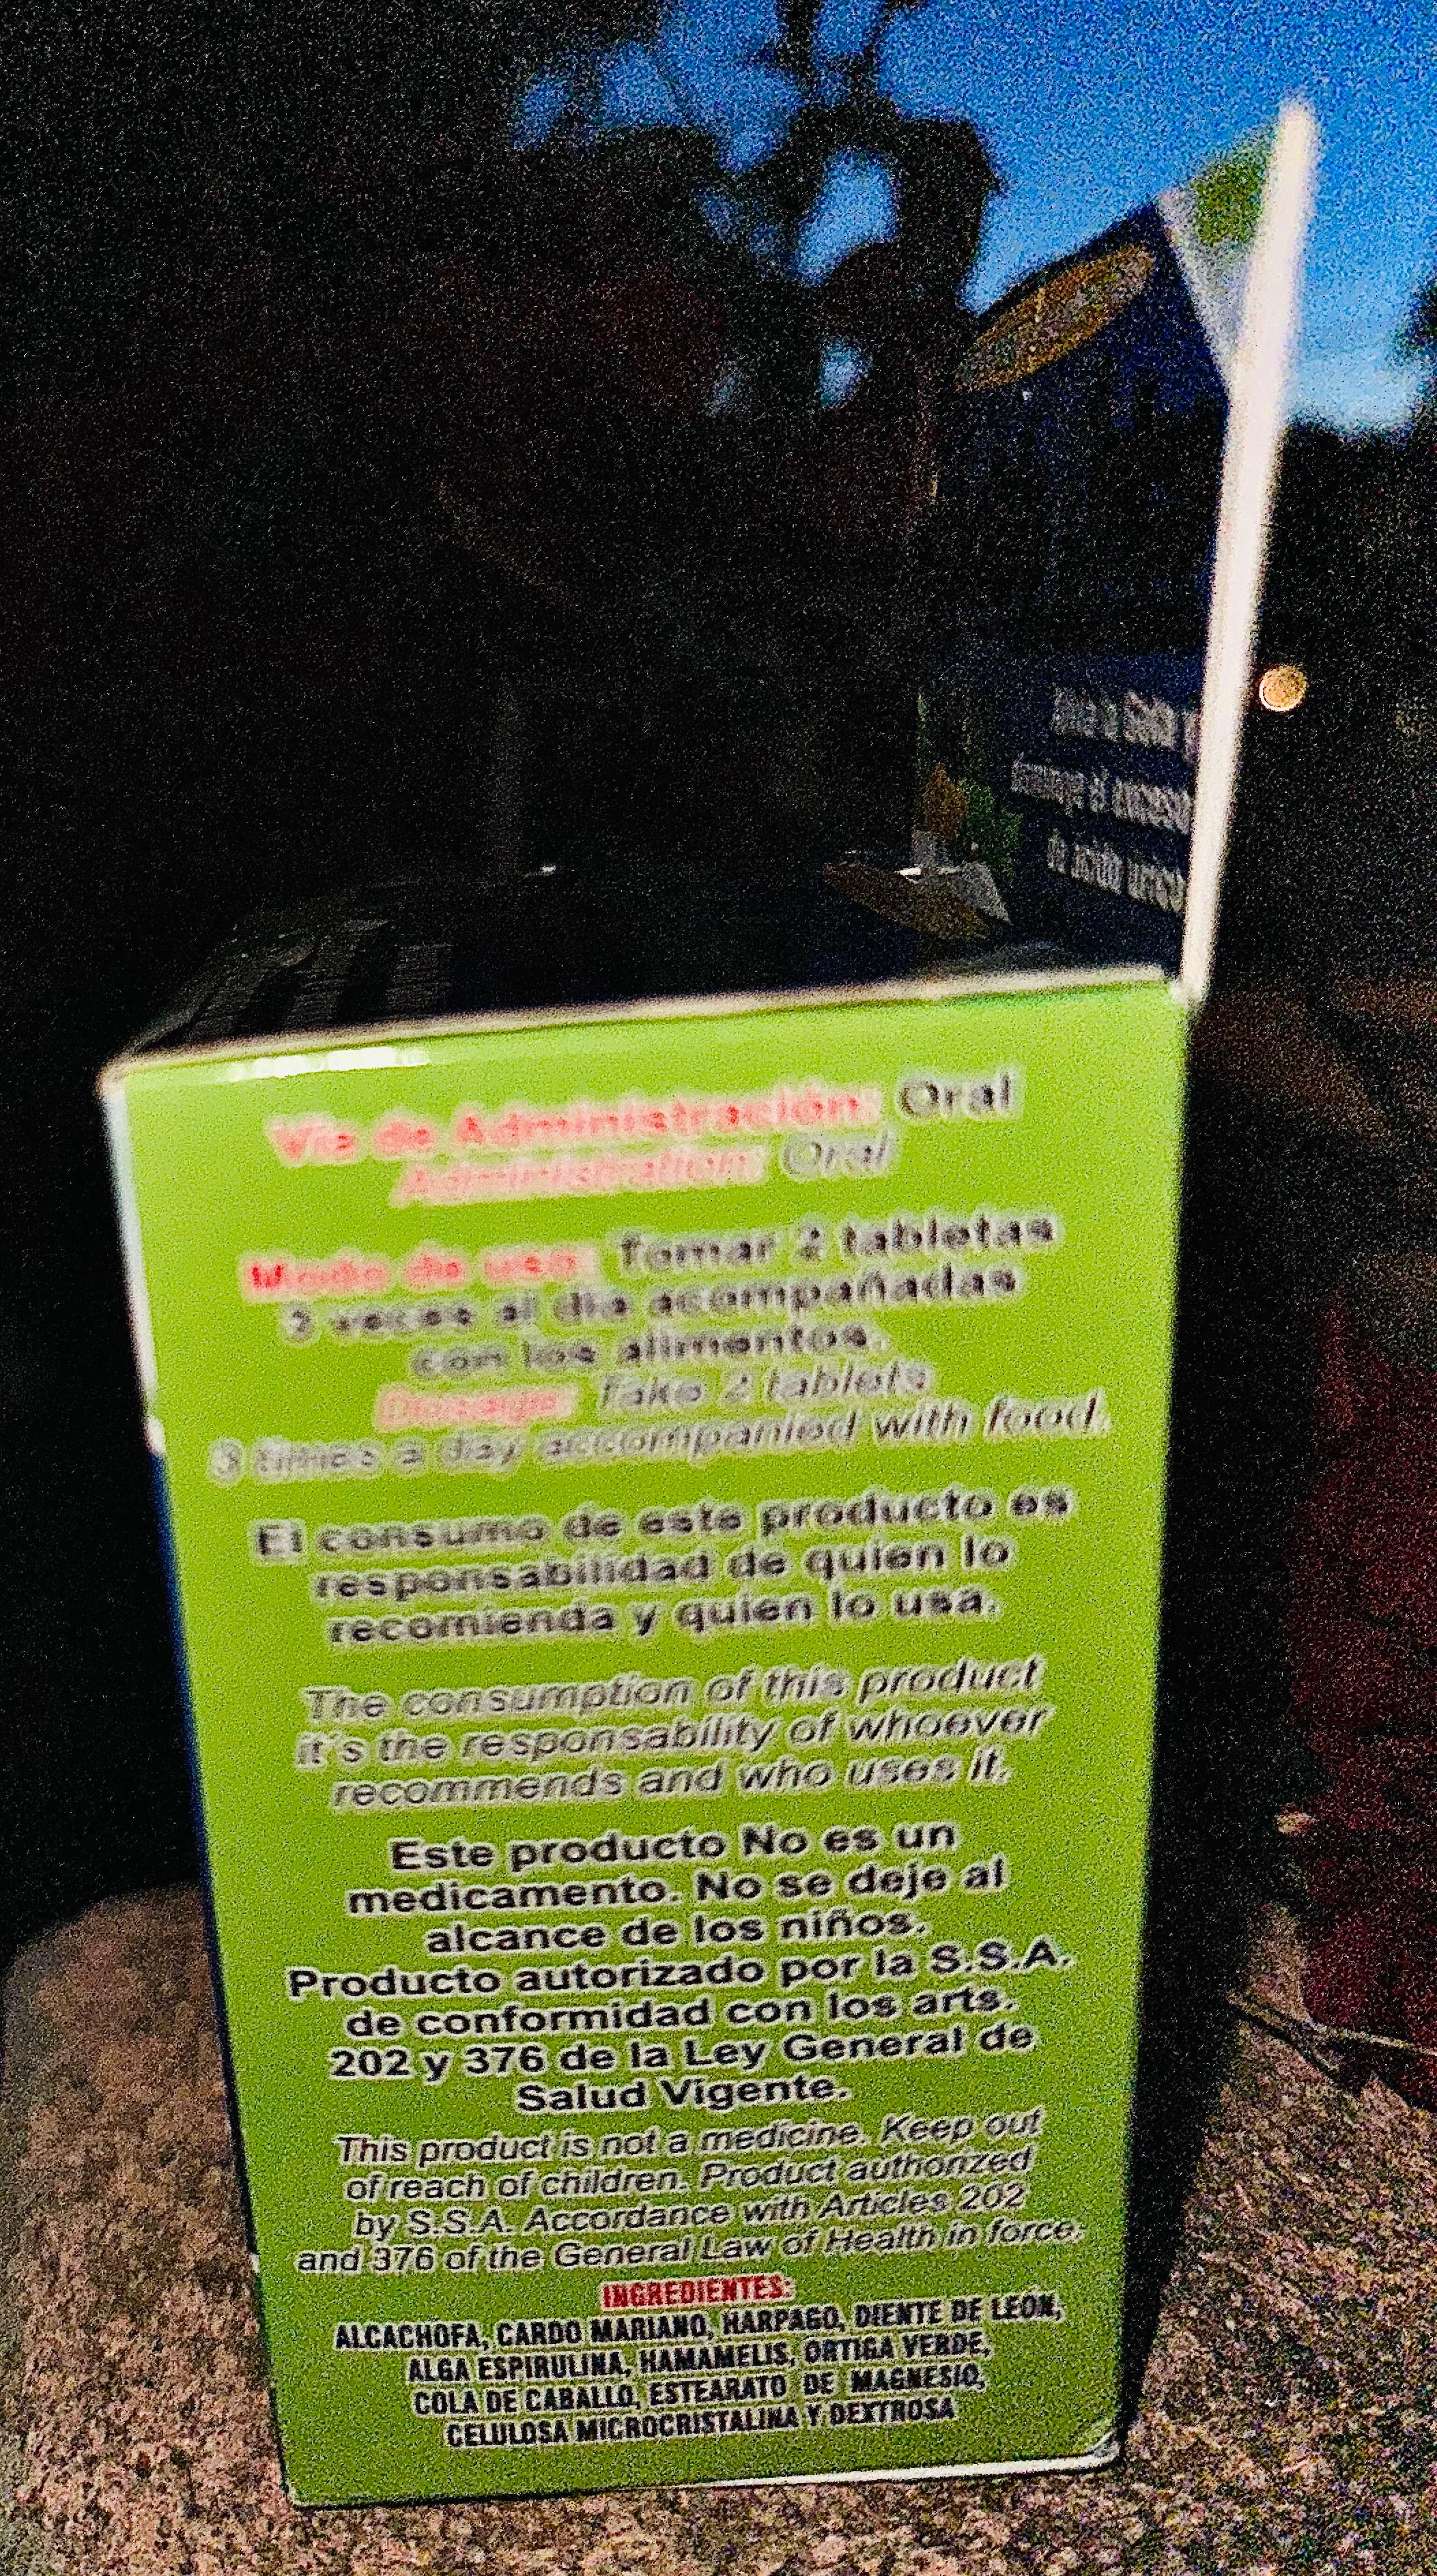 Vía de Administración: Oral
Administration: Oral
Modo de uso: Tomar 2 tabletas
3 veces al día acompañadas
con los alimentos.
Dosage: Take 2 tablets
3 times a day accompanied with food.
El consumo de este producto es
responsabilidad de quien lo
recomienda y quien lo usa.
The consumption of this product
it´s the responsability of whoever
recommends and who uses it.
Este producto No es un
medicamento. No se deje al
alcance de los niños.
Producto autorizado por la S.S.A.
de conformidad con los arts.
202 y 376 de la Ley General de
Salud Vigente.
This product is not a medicine. Keep out
of reach of children. Product authorized
by S.S.A. Accordance with Articles 202
and 376 of the General Law of Health in force.
INGREDIENTES:
ALCACHOFA, CARDO MARIANO, HARPAGO, DIENTE DE LEON,
ALGA ESPIRULINA, HAMAMELIS, ORTIGA VERDE,
COLA DE CABALLO, ESTEARATO DE MAGNESIO,
CELULOSA MICROCRISTALINA Y DEXTROSA